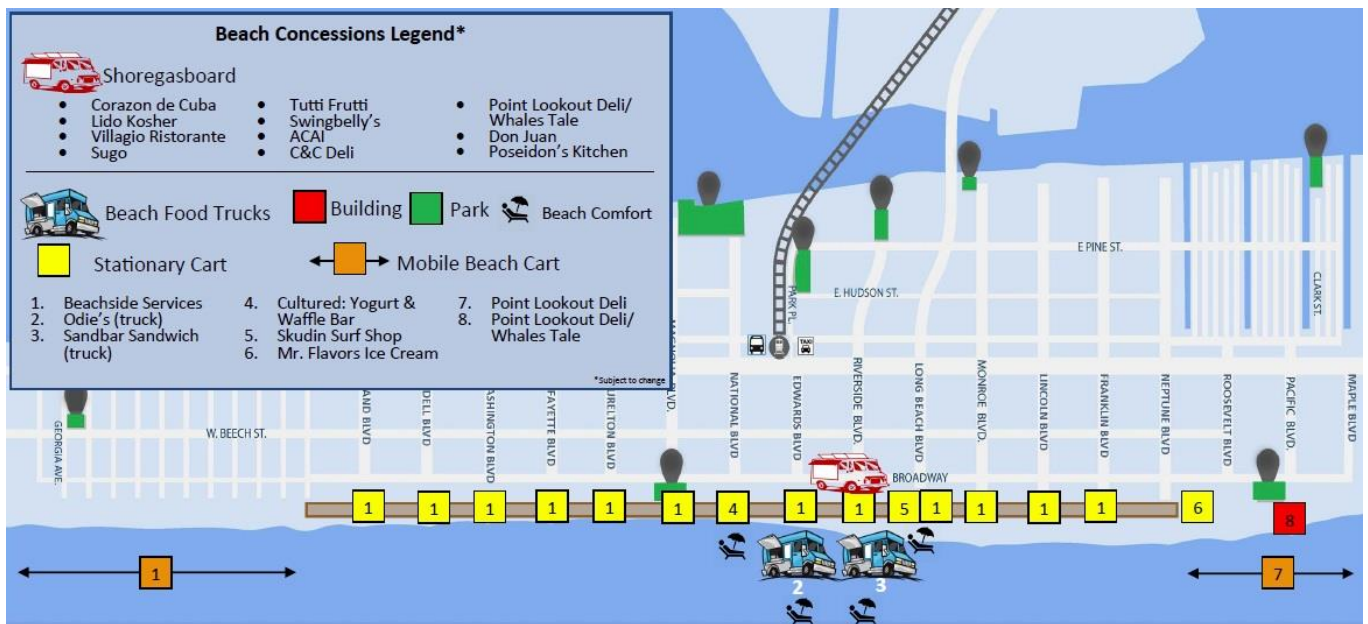 Beach Concessions Legend*
Shoregasboard
• Corazon de Cuba
• Lido Kosher
• Villagio Ristorante
• Sugo
• Tutti Frutti
• Swingbelly's
• ACAI
• C&C Deli
• Point Lookout Deli/
Whales Tale
• Don Juan
• Poseidon's Kitchen
Beach Food Trucks
Building
Park
Beach Comfort
Stationary Cart
Mobile Beach Cart
1. Beachside Services
2. Odie's (truck)
3. Sandbar Sandwich
(truck)
4. Cultured: Yogurt &
Waffle Bar
5. Skudin Surf Shop
6. Mr. Flavors Ice Cream
7. Point Lookout Deli
8. Point Lookout Deli/
Whales Tale
*Subject to change
E PINE ST.
E. HUDSON ST.
PARK PL.
CLARK ST.
TAXI
GEORGIA AVE.
W. BEECH ST.
AND BLVD
DELL BLVD
ASHINGTON BLVD
FAYETTE BLVD
URELTON BLVD
BLVD.
NATIONAL BLVD
EDWARDS BLVD
RIVERSIDE BLVD
LONG BEACH BLVD
MONROE BLVD.
LINCOLN BLVD
FRANKLIN BLVD
NEPTUNE BLVD
ROOSEVELT BLVD
PACIFIC BLVD.
MAPLE BLVD
BROADWAY
1 1 1 1 1 1 4 1 1 5 1 1 1 1 6
8
2
3
1
7